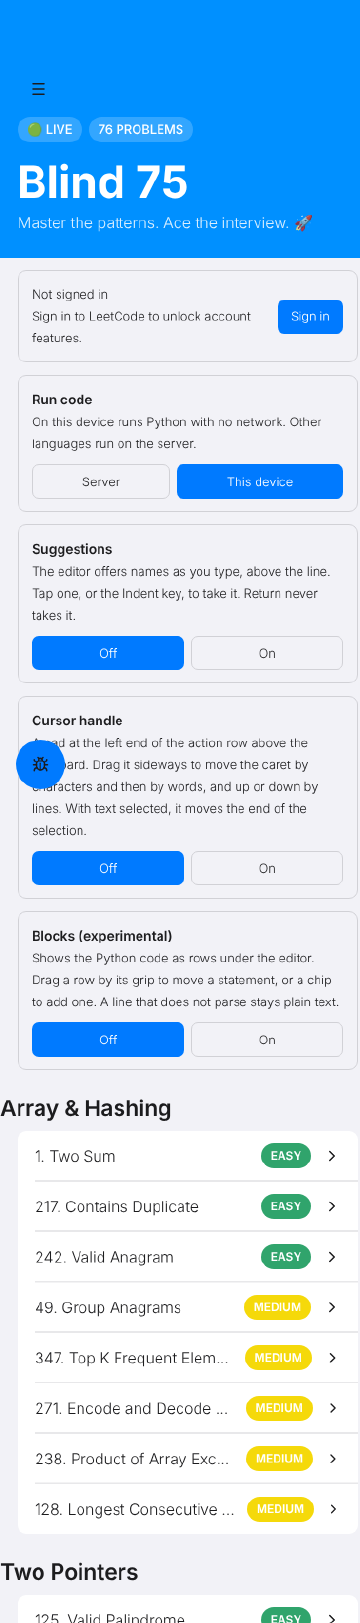 ☰
🟢 LIVE 76 PROBLEMS
Blind 75
Master the patterns. Ace the interview. 🚀
Not signed in
Sign in to LeetCode to unlock account
features.
Sign in
Run code
On this device runs Python with no network. Other
languages run on the server.
Server This device
Suggestions
The editor offers names as you type, above the line.
Tap one, or the Indent key, to take it. Return never
takes it.
Off On
Cursor handle
at the left end of the action row above the
Drag it sideways to move the caret by
characters and then by words, and up or down by
lines. With text selected, it moves the end of the
selection.
Off On
Blocks (experimental)
Shows the Python code as rows under the editor.
Drag a row by its grip to move a statement, or a chip
to add one. A line that does not parse stays plain text.
Off On
Array & Hashing
1. Two Sum EASY
217. Contains Duplicate EASY
242. Valid Anagram EASY
49. Group Anagrams MEDIUM
347. Top K Frequent Elem... MEDIUM
271. Encode and Decode ... MEDIUM
238. Product of Array Exc... MEDIUM
128. Longest Consecutive ... MEDIUM
Two Pointers
125. Valid Palindrome EASY